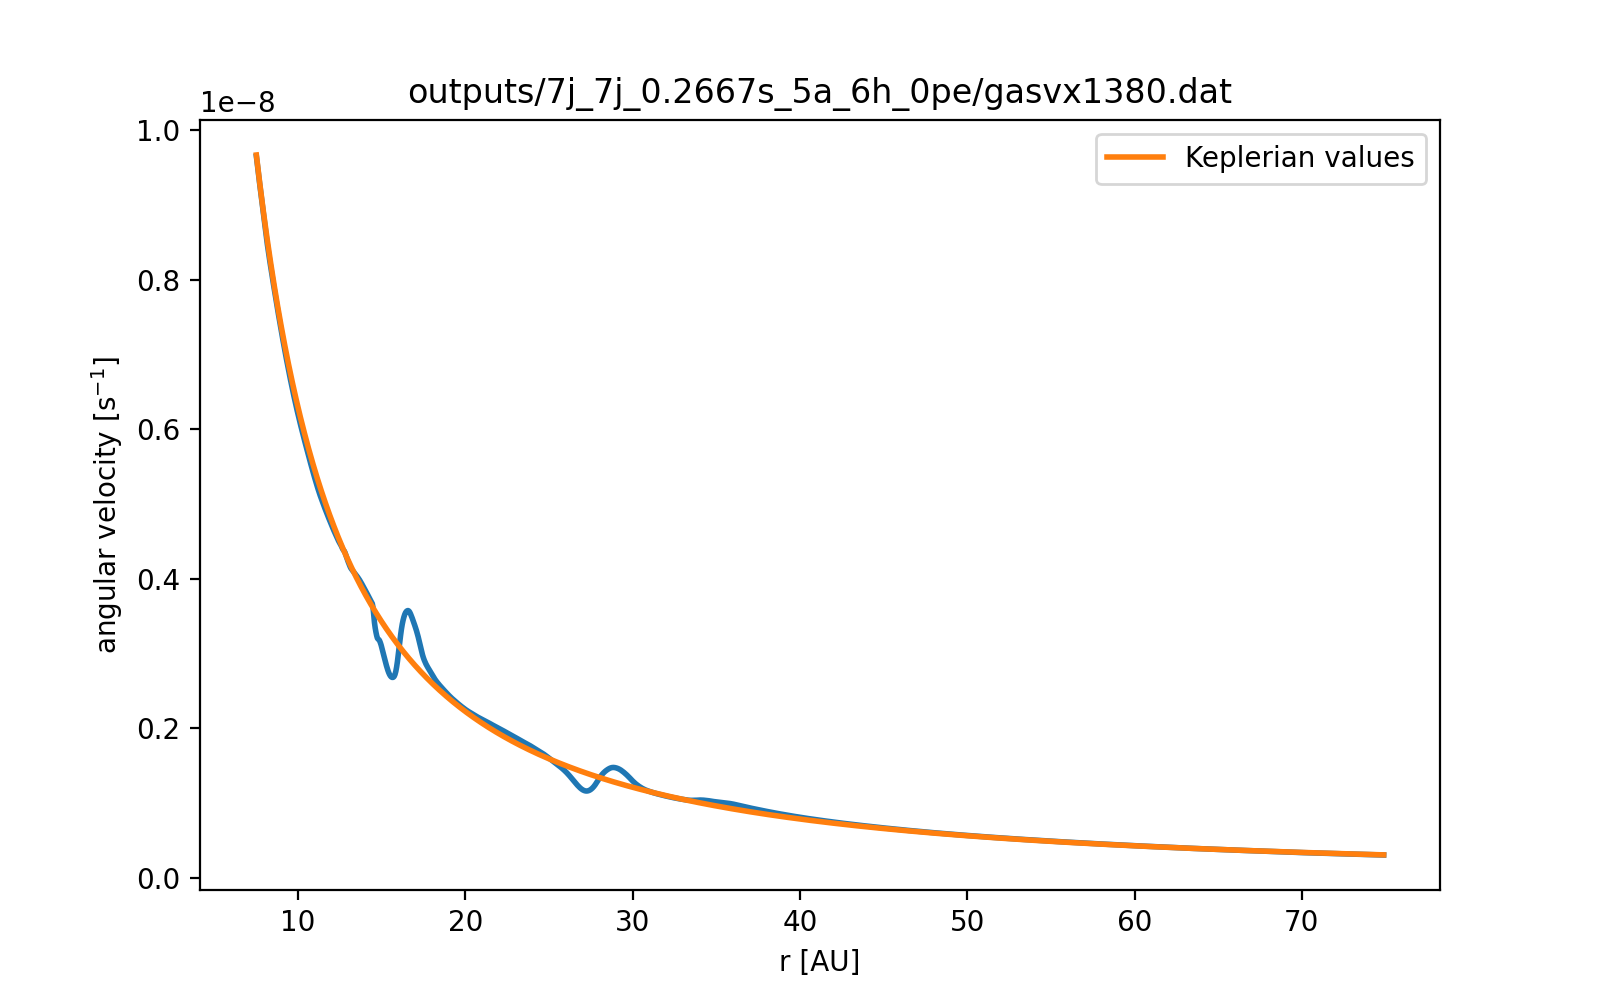 outputs/7j_7j_0.2667s_5a_6h_0pe/gasvx1380.dat
1e−8
Keplerian values
1.0
0.8
0.6
0.4
0.2
0.0
angular velocity [s⁻¹]
10 20 30 40 50 60 70
r [AU]